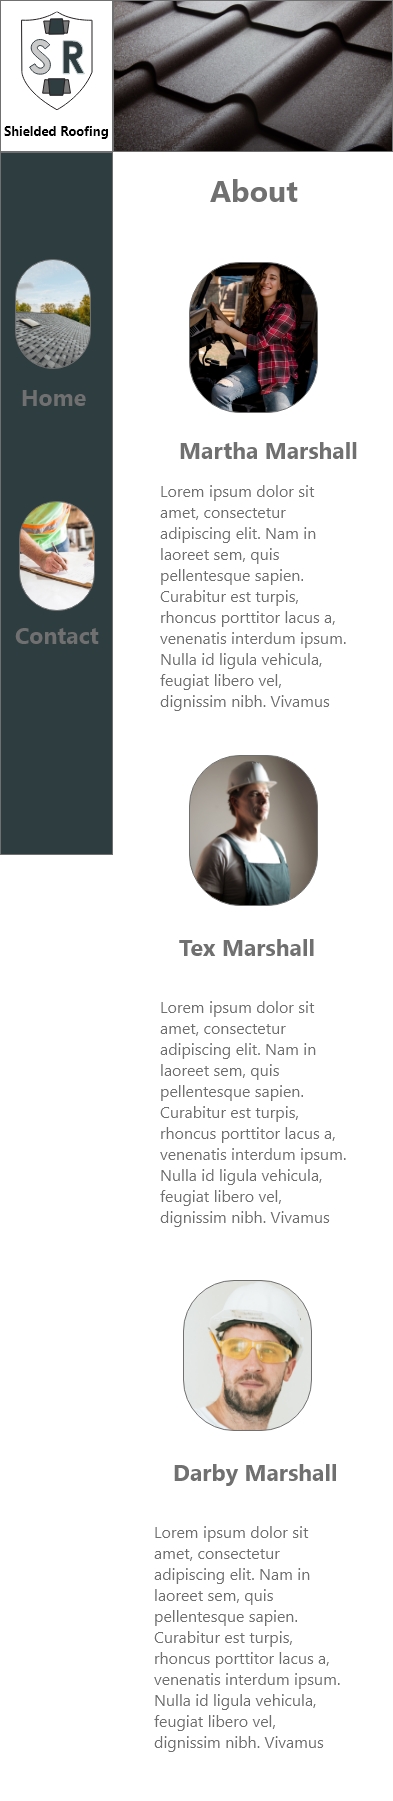 S R
Shielded Roofing
About
Home
Contact
Martha Marshall
Lorem ipsum dolor sit
amet, consectetur
adipiscing elit. Nam in
laoreet sem, quis
pellentesque sapien.
Curabitur est turpis,
rhoncus porttitor lacus a,
venenatis interdum ipsum.
Nulla id ligula vehicula,
feugiat libero vel,
dignissim nibh. Vivamus
Tex Marshall
Lorem ipsum dolor sit
amet, consectetur
adipiscing elit. Nam in
laoreet sem, quis
pellentesque sapien.
Curabitur est turpis,
rhoncus porttitor lacus a,
venenatis interdum ipsum.
Nulla id ligula vehicula,
feugiat libero vel,
dignissim nibh. Vivamus
Darby Marshall
Lorem ipsum dolor sit
amet, consectetur
adipiscing elit. Nam in
laoreet sem, quis
pellentesque sapien.
Curabitur est turpis,
rhoncus porttitor lacus a,
venenatis interdum ipsum.
Nulla id ligula vehicula,
feugiat libero vel,
dignissim nibh. Vivamus